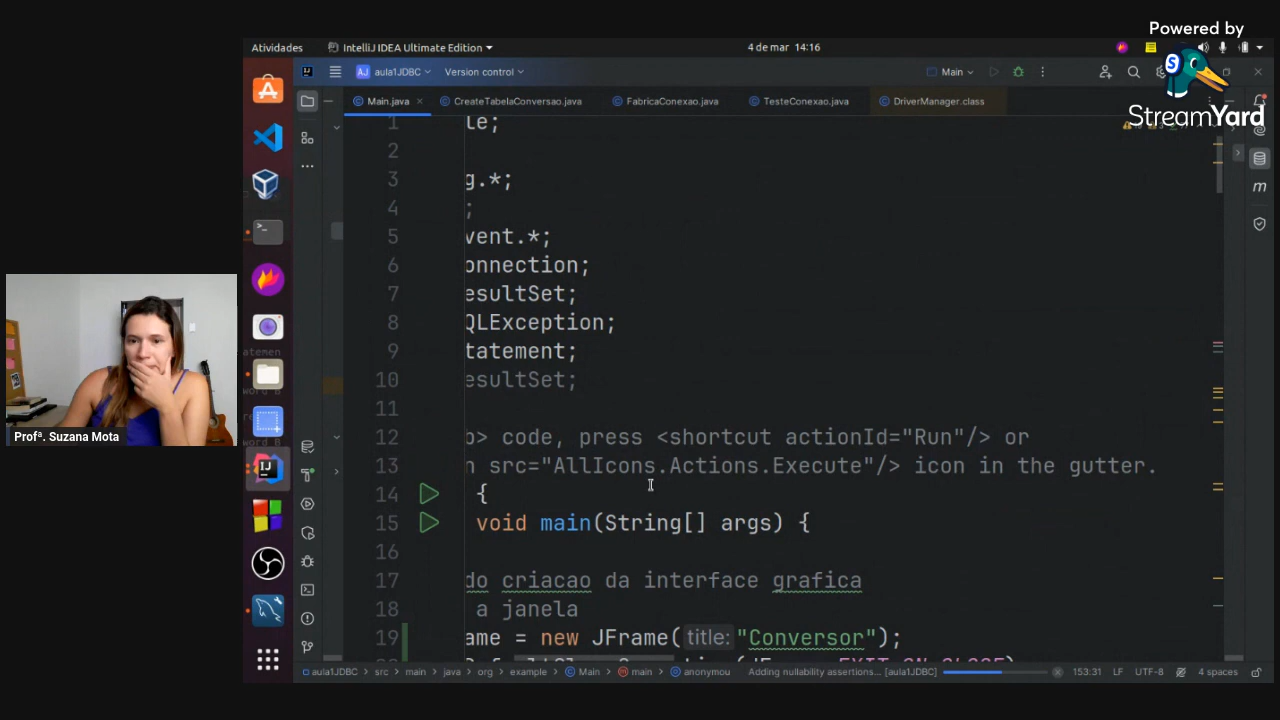 Powered by
StreamYard
Atividades
IntelliJ IDEA Ultimate Edition
4 de mar 14:16
AJ aula1JDBC
Version control
Main
Main.java
CreateTabelaConversao.java
FabricaConexao.java
TesteConexao.java
DriverManager.class
1 le;
2
3 g.*;
4 ;
5 vent.*;
6 onnection;
7 esultSet;
8 QLException;
9 tatement;
10 esultSet;
11
12 b> code, press <shortcut actionId="Run"/> or
13 n src="AllIcons.Actions.Execute"/> icon in the gutter.
14 {
15 void main(String[] args) {
16
17 do criacao da interface grafica
18 a janela
19 ame = new JFrame( title: "Conversor");
Profª. Suzana Mota
aula1JDBC > src > main > java > org > example > Main > main > anonymou
Adding nullability assertions... [aula1JDBC]
153:31 LF UTF-8 4 spaces